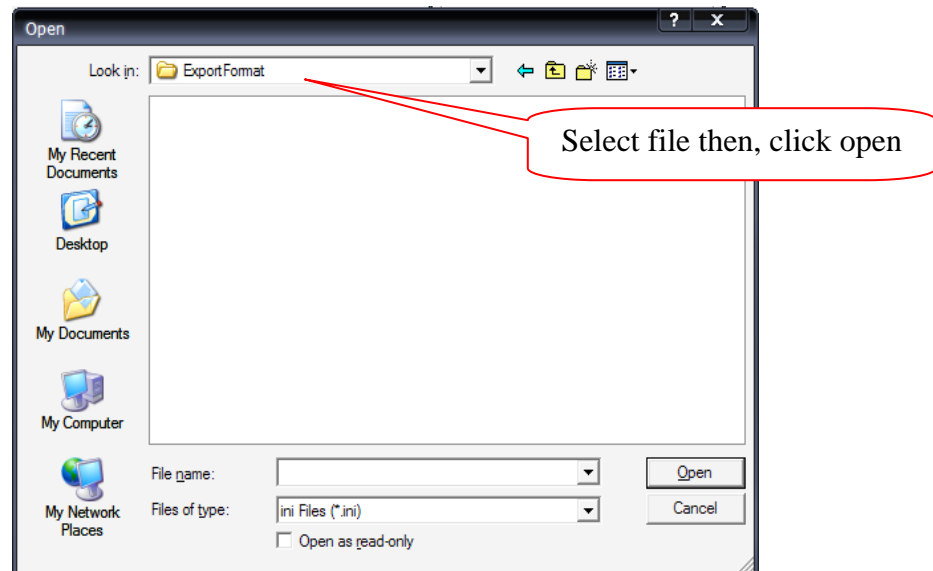 Open
? X
Look in: ExportFormat
Select file then, click open
My Recent
Documents
Desktop
My Documents
My Computer
My Network
Places
File name:
Open
Files of type: ini Files (*.ini)
Cancel
Open as read-only